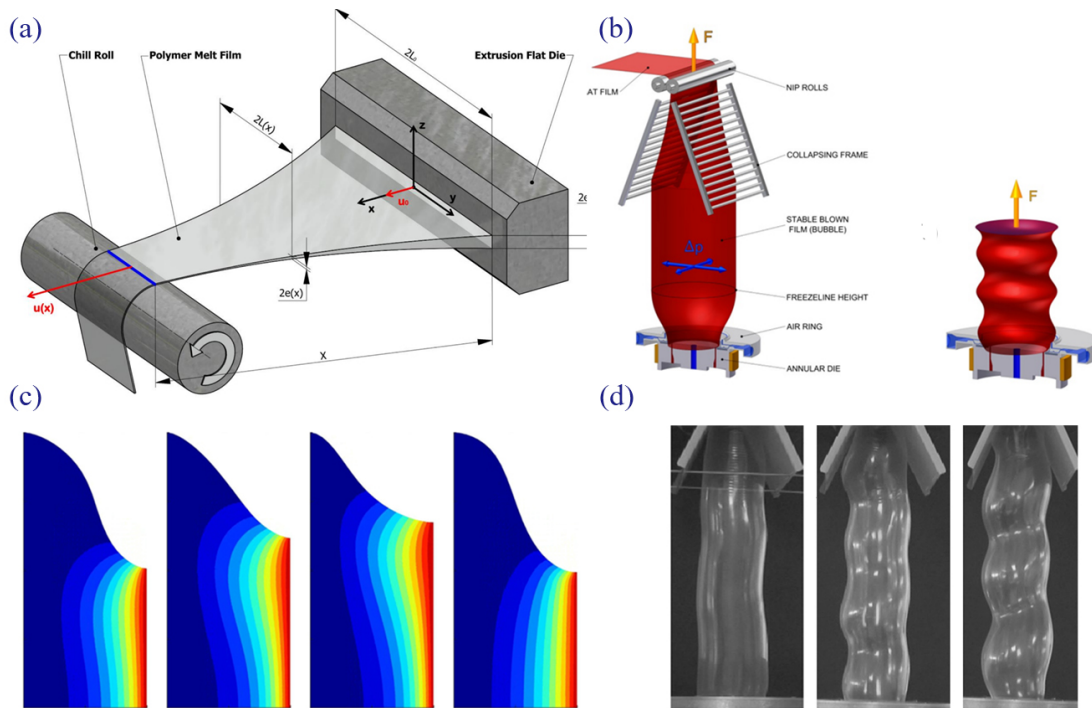 (a)
Chill Roll
Polymer Melt Film
2L₀
Extrusion Flat Die
2L(x)
z
u₀
x
y
2e
2e(x)
u(x)
X
(b)
F
AT FILM
NIP ROLLS
COLLAPSING FRAME
STABLE BLOWN
FILM (BUBBLE)
Δp
FREEZELINE HEIGHT
AIR RING
ANNULAR DIE
F
(c)
(d)